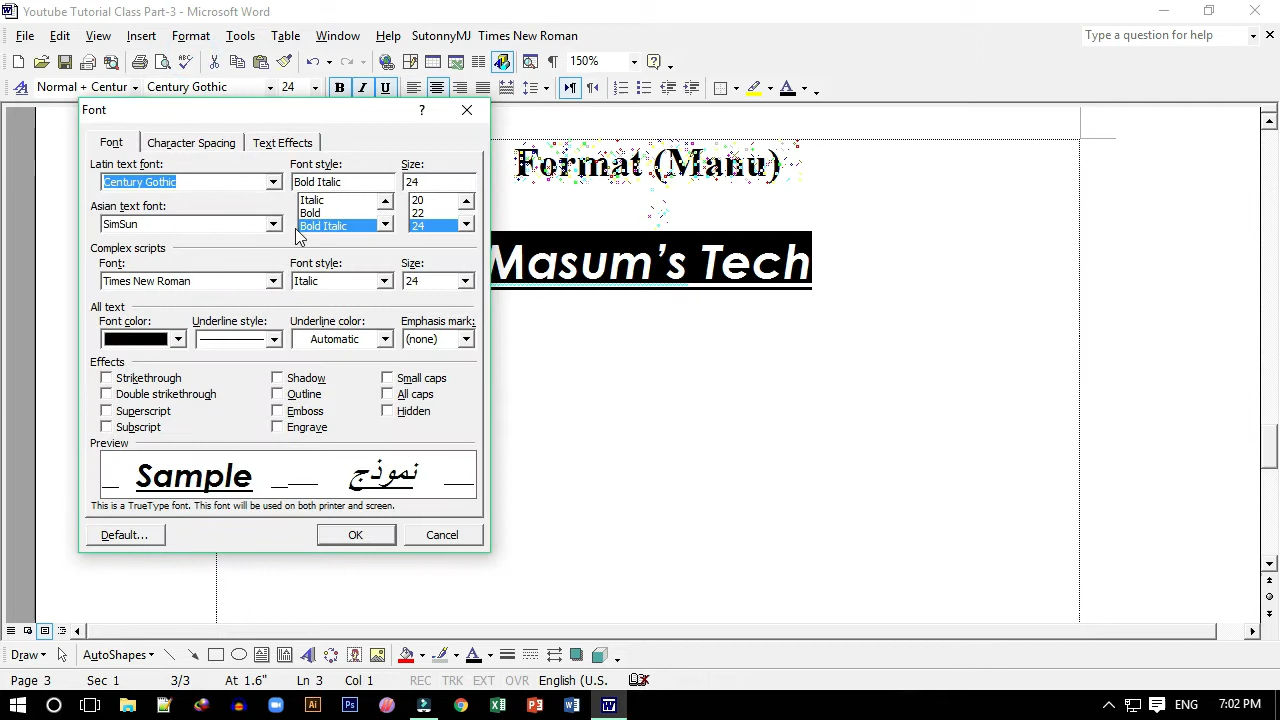 Youtube Tutorial Class Part-3 - Microsoft Word
File Edit View Insert Format Tools Table Window Help SutonnyMJ Times New Roman
Type a question for help
150%
Normal + Centur Century Gothic 24 B I U A
Font
Font Character Spacing Text Effects
Latin text font: Font style: Size:
Century Gothic Bold Italic 24
Italic 20
Bold 22
Bold Italic 24
Asian text font:
SimSun
Complex scripts
Font: Font style: Size:
Times New Roman Italic 24
All text
Font color: Underline style: Underline color: Emphasis mark:
Automatic (none)
Effects
Strikethrough Shadow Small caps
Double strikethrough Outline All caps
Superscript Emboss Hidden
Subscript Engrave
Preview
Sample نموذج
This is a TrueType font. This font will be used on both printer and screen.
Default... OK Cancel
Format (Manu)
Masum’s Tech
Draw AutoShapes
Page 3 Sec 1 3/3 At 1.6" Ln 3 Col 1 REC TRK EXT OVR English (U.S.
ENG 7:02 PM